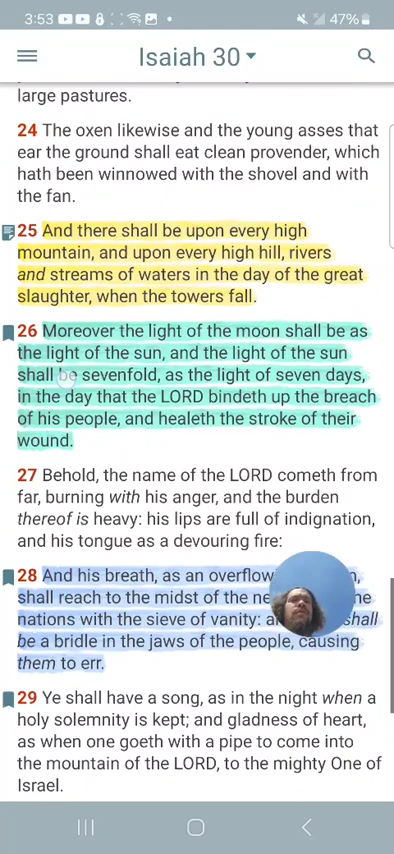 3:53
47%
Isaiah 30
large pastures.
24 The oxen likewise and the young asses that
ear the ground shall eat clean provender, which
hath been winnowed with the shovel and with
the fan.
25 And there shall be upon every high
mountain, and upon every high hill, rivers
and streams of waters in the day of the great
slaughter, when the towers fall.
26 Moreover the light of the moon shall be as
the light of the sun, and the light of the sun
shall be sevenfold, as the light of seven days,
in the day that the LORD bindeth up the breach
of his people, and healeth the stroke of their
wound.
27 Behold, the name of the LORD cometh from
far, burning with his anger, and the burden
thereof is heavy: his lips are full of indignation,
and his tongue as a devouring fire:
28 And his breath, as an
shall reach to the midst of the
nations with the sieve of vanity: shall
be a bridle in the jaws of the people, causing
them to err.
29 Ye shall have a song, as in the night when a
holy solemnity is kept; and gladness of heart,
as when one goeth with a pipe to come into
the mountain of the LORD, to the mighty One of
Israel.